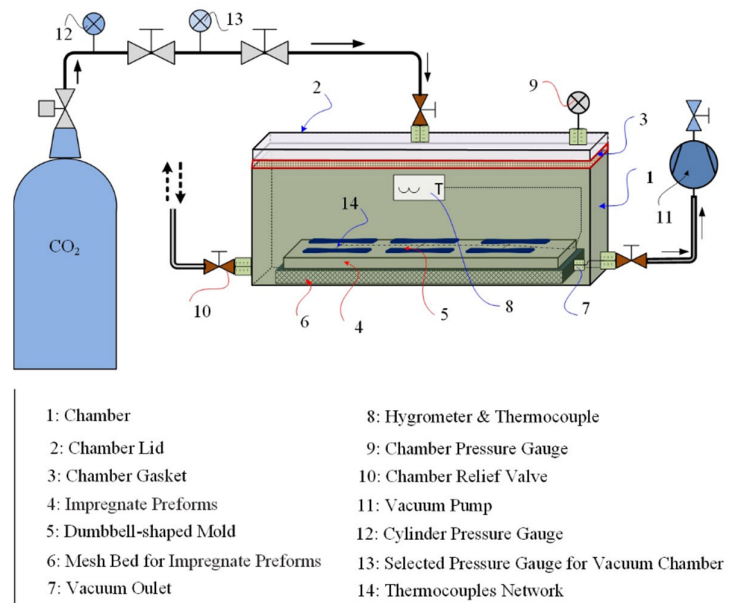 12
13
2
9
3
1
T
11
14
CO₂
10
6
4
5
8
7
1: Chamber
2: Chamber Lid
3: Chamber Gasket
4: Impregnate Preforms
5: Dumbbell-shaped Mold
6: Mesh Bed for Impregnate Preforms
7: Vacuum Oulet
8: Hygrometer & Thermocouple
9: Chamber Pressure Gauge
10: Chamber Relief Valve
11: Vacuum Pump
12: Cylinder Pressure Gauge
13: Selected Pressure Gauge for Vacuum Chamber
14: Thermocouples Network